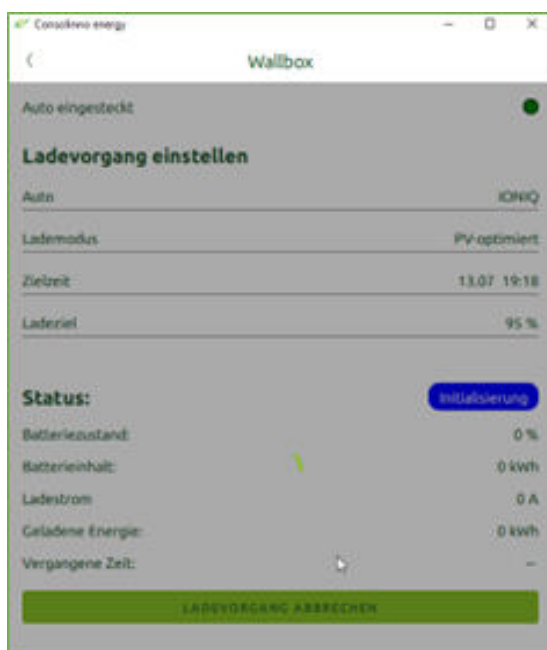 Consolinno energy
Wallbox
Auto eingesteckt
Ladevorgang einstellen
Auto IONIQ
Lademodus PV-optimiert
Zielzeit 13.07 19:18
Ladeziel 95 %
Status: Initialisierung
Batteriezustand: 0 %
Batterieinhalt: 0 kWh
Ladestrom 0 A
Geladene Energie: 0 kWh
Vergangene Zeit: —
LADEVORGANG ABBRECHEN